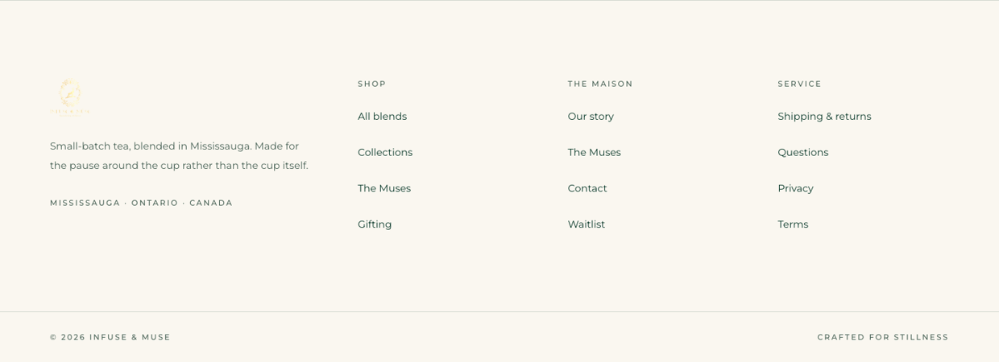 Small-batch tea, blended in Mississauga. Made for
the pause around the cup rather than the cup itself.
MISSISSAUGA · ONTARIO · CANADA
SHOP
All blends
Collections
The Muses
Gifting
THE MAISON
Our story
The Muses
Contact
Waitlist
SERVICE
Shipping & returns
Questions
Privacy
Terms
© 2026 INFUSE & MUSE
CRAFTED FOR STILLNESS